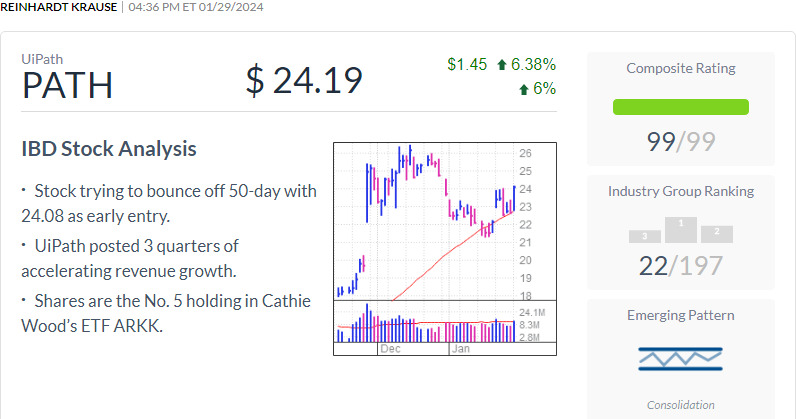 REINHARDT KRAUSE | 04:36 PM ET 01/29/2024
UiPath
PATH
$ 24.19
$1.45 6.38%
6%
IBD Stock Analysis
· Stock trying to bounce off 50-day with
24.08 as early entry.
· UiPath posted 3 quarters of
accelerating revenue growth.
· Shares are the No. 5 holding in Cathie
Wood's ETF ARKK.
26
25
24
23
22
21
20
19
18
24.1M
8.3M
2.8M
Dec
Jan
Composite Rating
99/99
Industry Group Ranking
3 1 2
22/197
Emerging Pattern
Consolidation